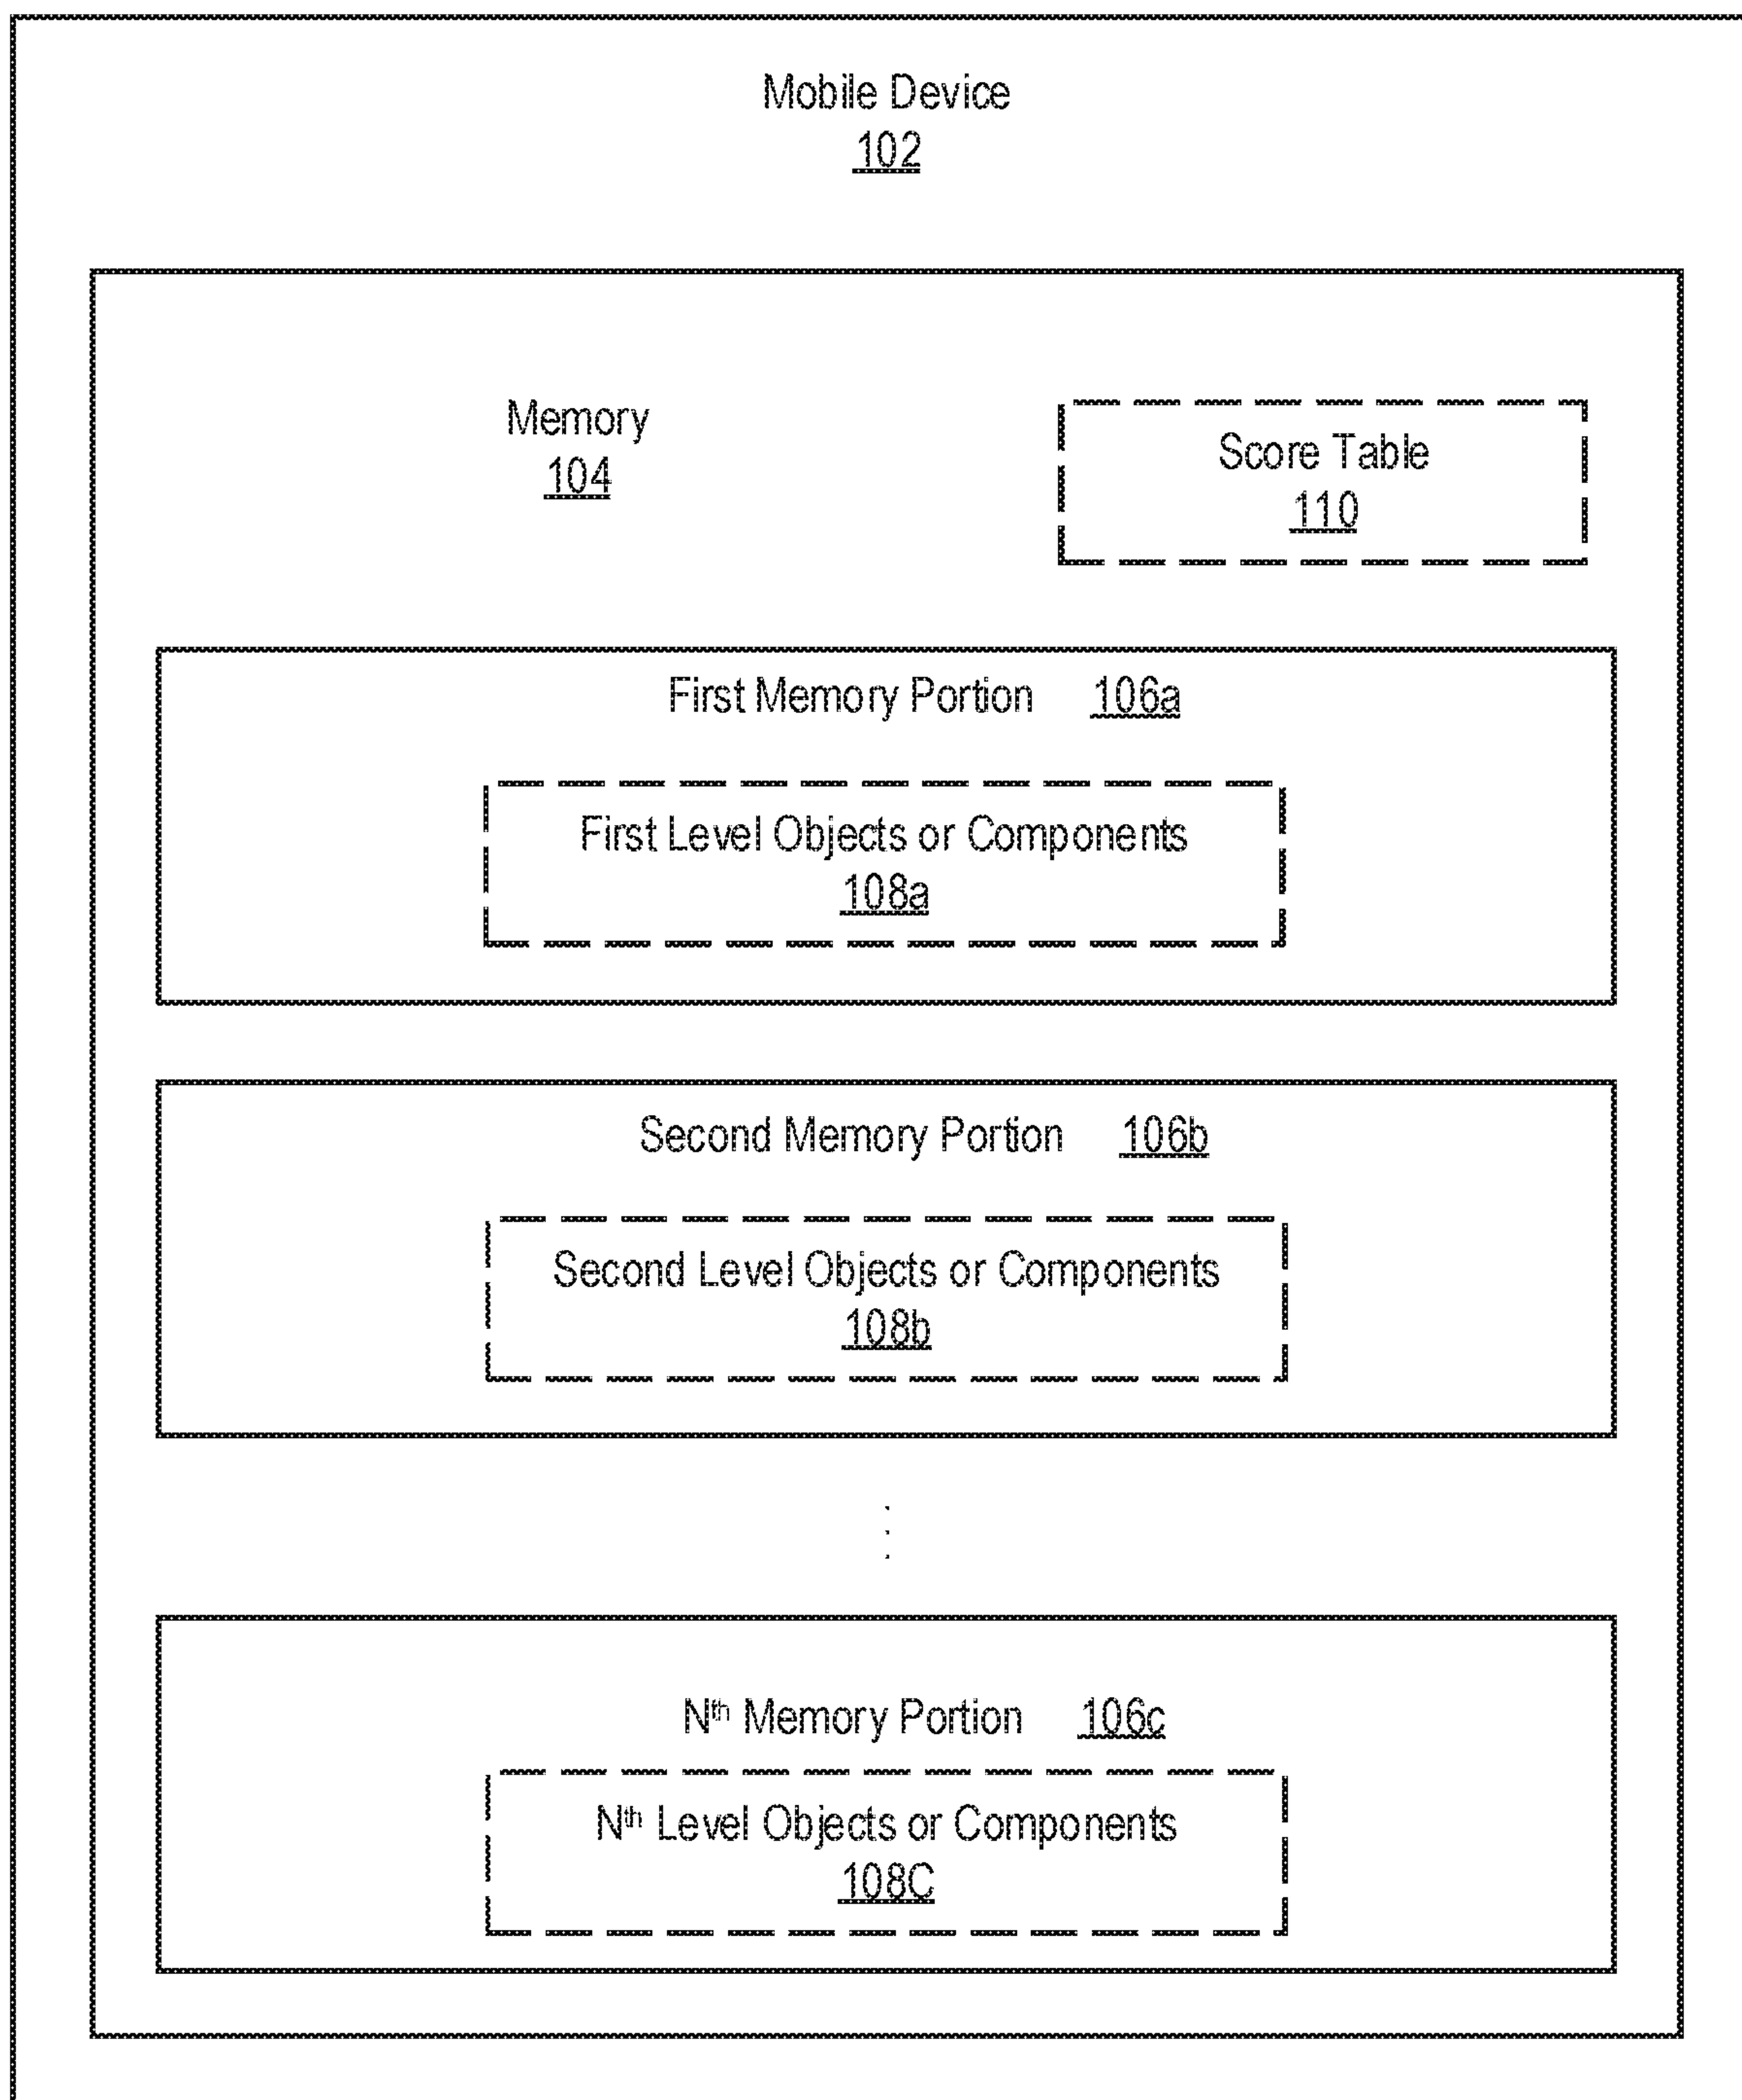 Mobile Device
102
Memory
104
Score Table
110
First Memory Portion 106a
First Level Objects or Components
108a
Second Memory Portion 106b
Second Level Objects or Components
108b
Nth Memory Portion 106c
Nth Level Objects or Components
108C